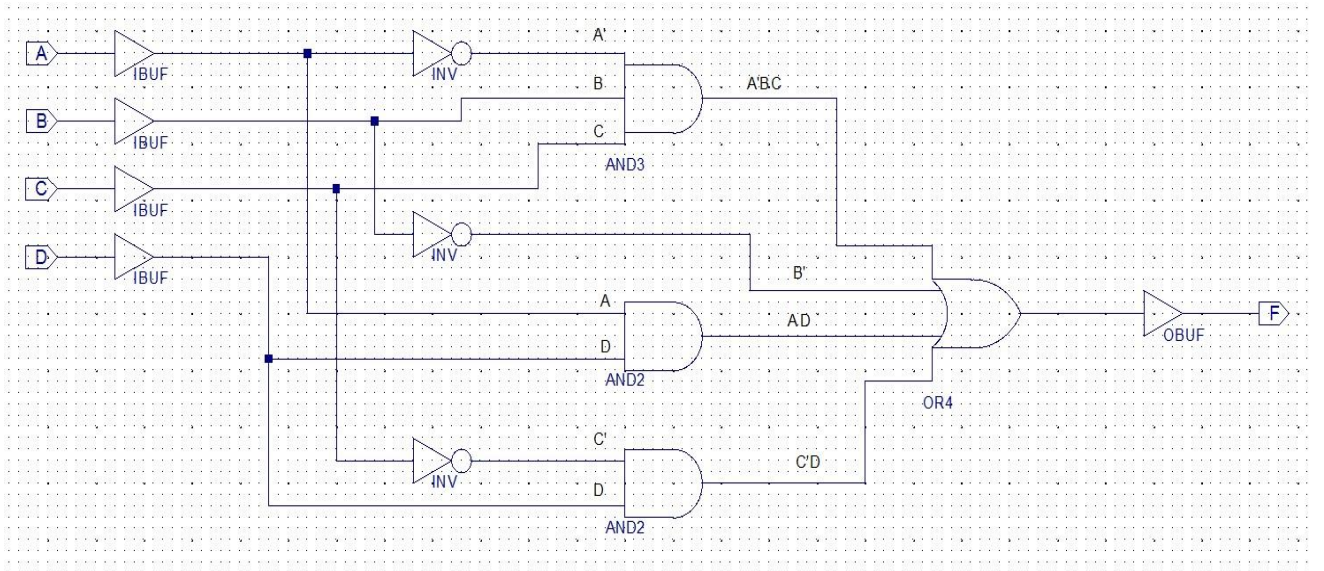 A'
A
IBUF
INV
B
A'BC
B
IBUF
C
C
AND3
IBUF
D
INV
IBUF
B'
A
AD
F
D
OBUF
AND2
OR4
C'
C'D
INV
D
AND2